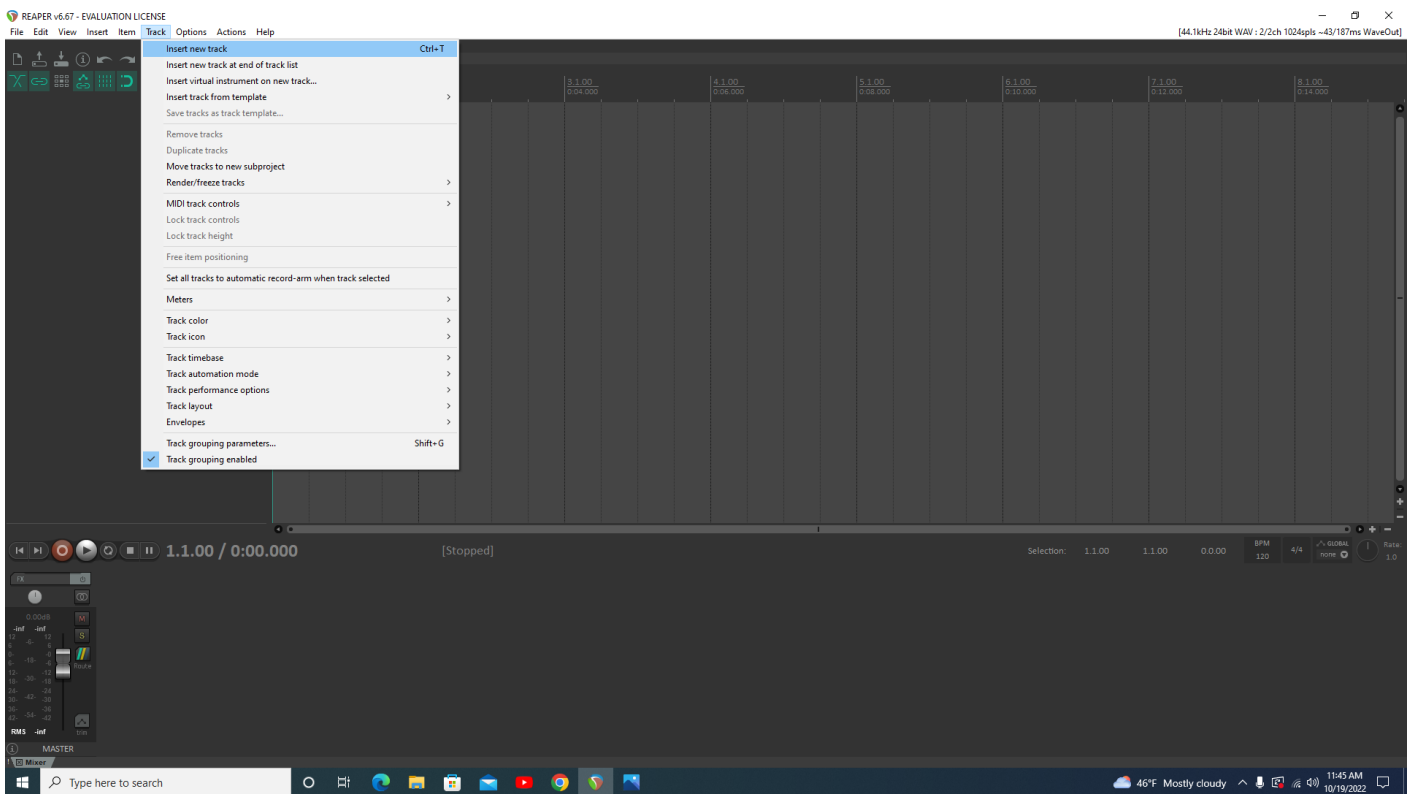 REAPER v6.67 - EVALUATION LICENSE
File Edit View Insert Item Track Options Actions Help
[44.1kHz 24bit WAV : 2/2ch 1024spls ~43/187ms WaveOut]
Insert new track Ctrl+T
Insert new track at end of track list
Insert virtual instrument on new track...
Insert track from template
Save tracks as track template...
Remove tracks
Duplicate tracks
Move tracks to new subproject
Render/freeze tracks
MIDI track controls
Lock track controls
Lock track height
Free item positioning
Set all tracks to automatic record-arm when track selected
Meters
Track color
Track icon
Track timebase
Track automation mode
Track performance options
Track layout
Envelopes
Track grouping parameters... Shift+G
Track grouping enabled
3.1.00 4.1.00 5.1.00 6.1.00 7.1.00 8.1.00
0:04.000 0:06.000 0:08.000 0:10.000 0:12.000 0:14.000
1.1.00 / 0:00.000 [Stopped] Selection: 1.1.00 1.1.00 0.0.00
BPM
120
4/4
GLOBAL
none
Rate:
1.0
FX
0.00dB M
-inf -inf
S
12 12
-6-
-18-
-30-
-42-
-54-
Route
RMS -inf trim
MASTER
Mixer
Type here to search
46°F Mostly cloudy
11:45 AM
10/19/2022